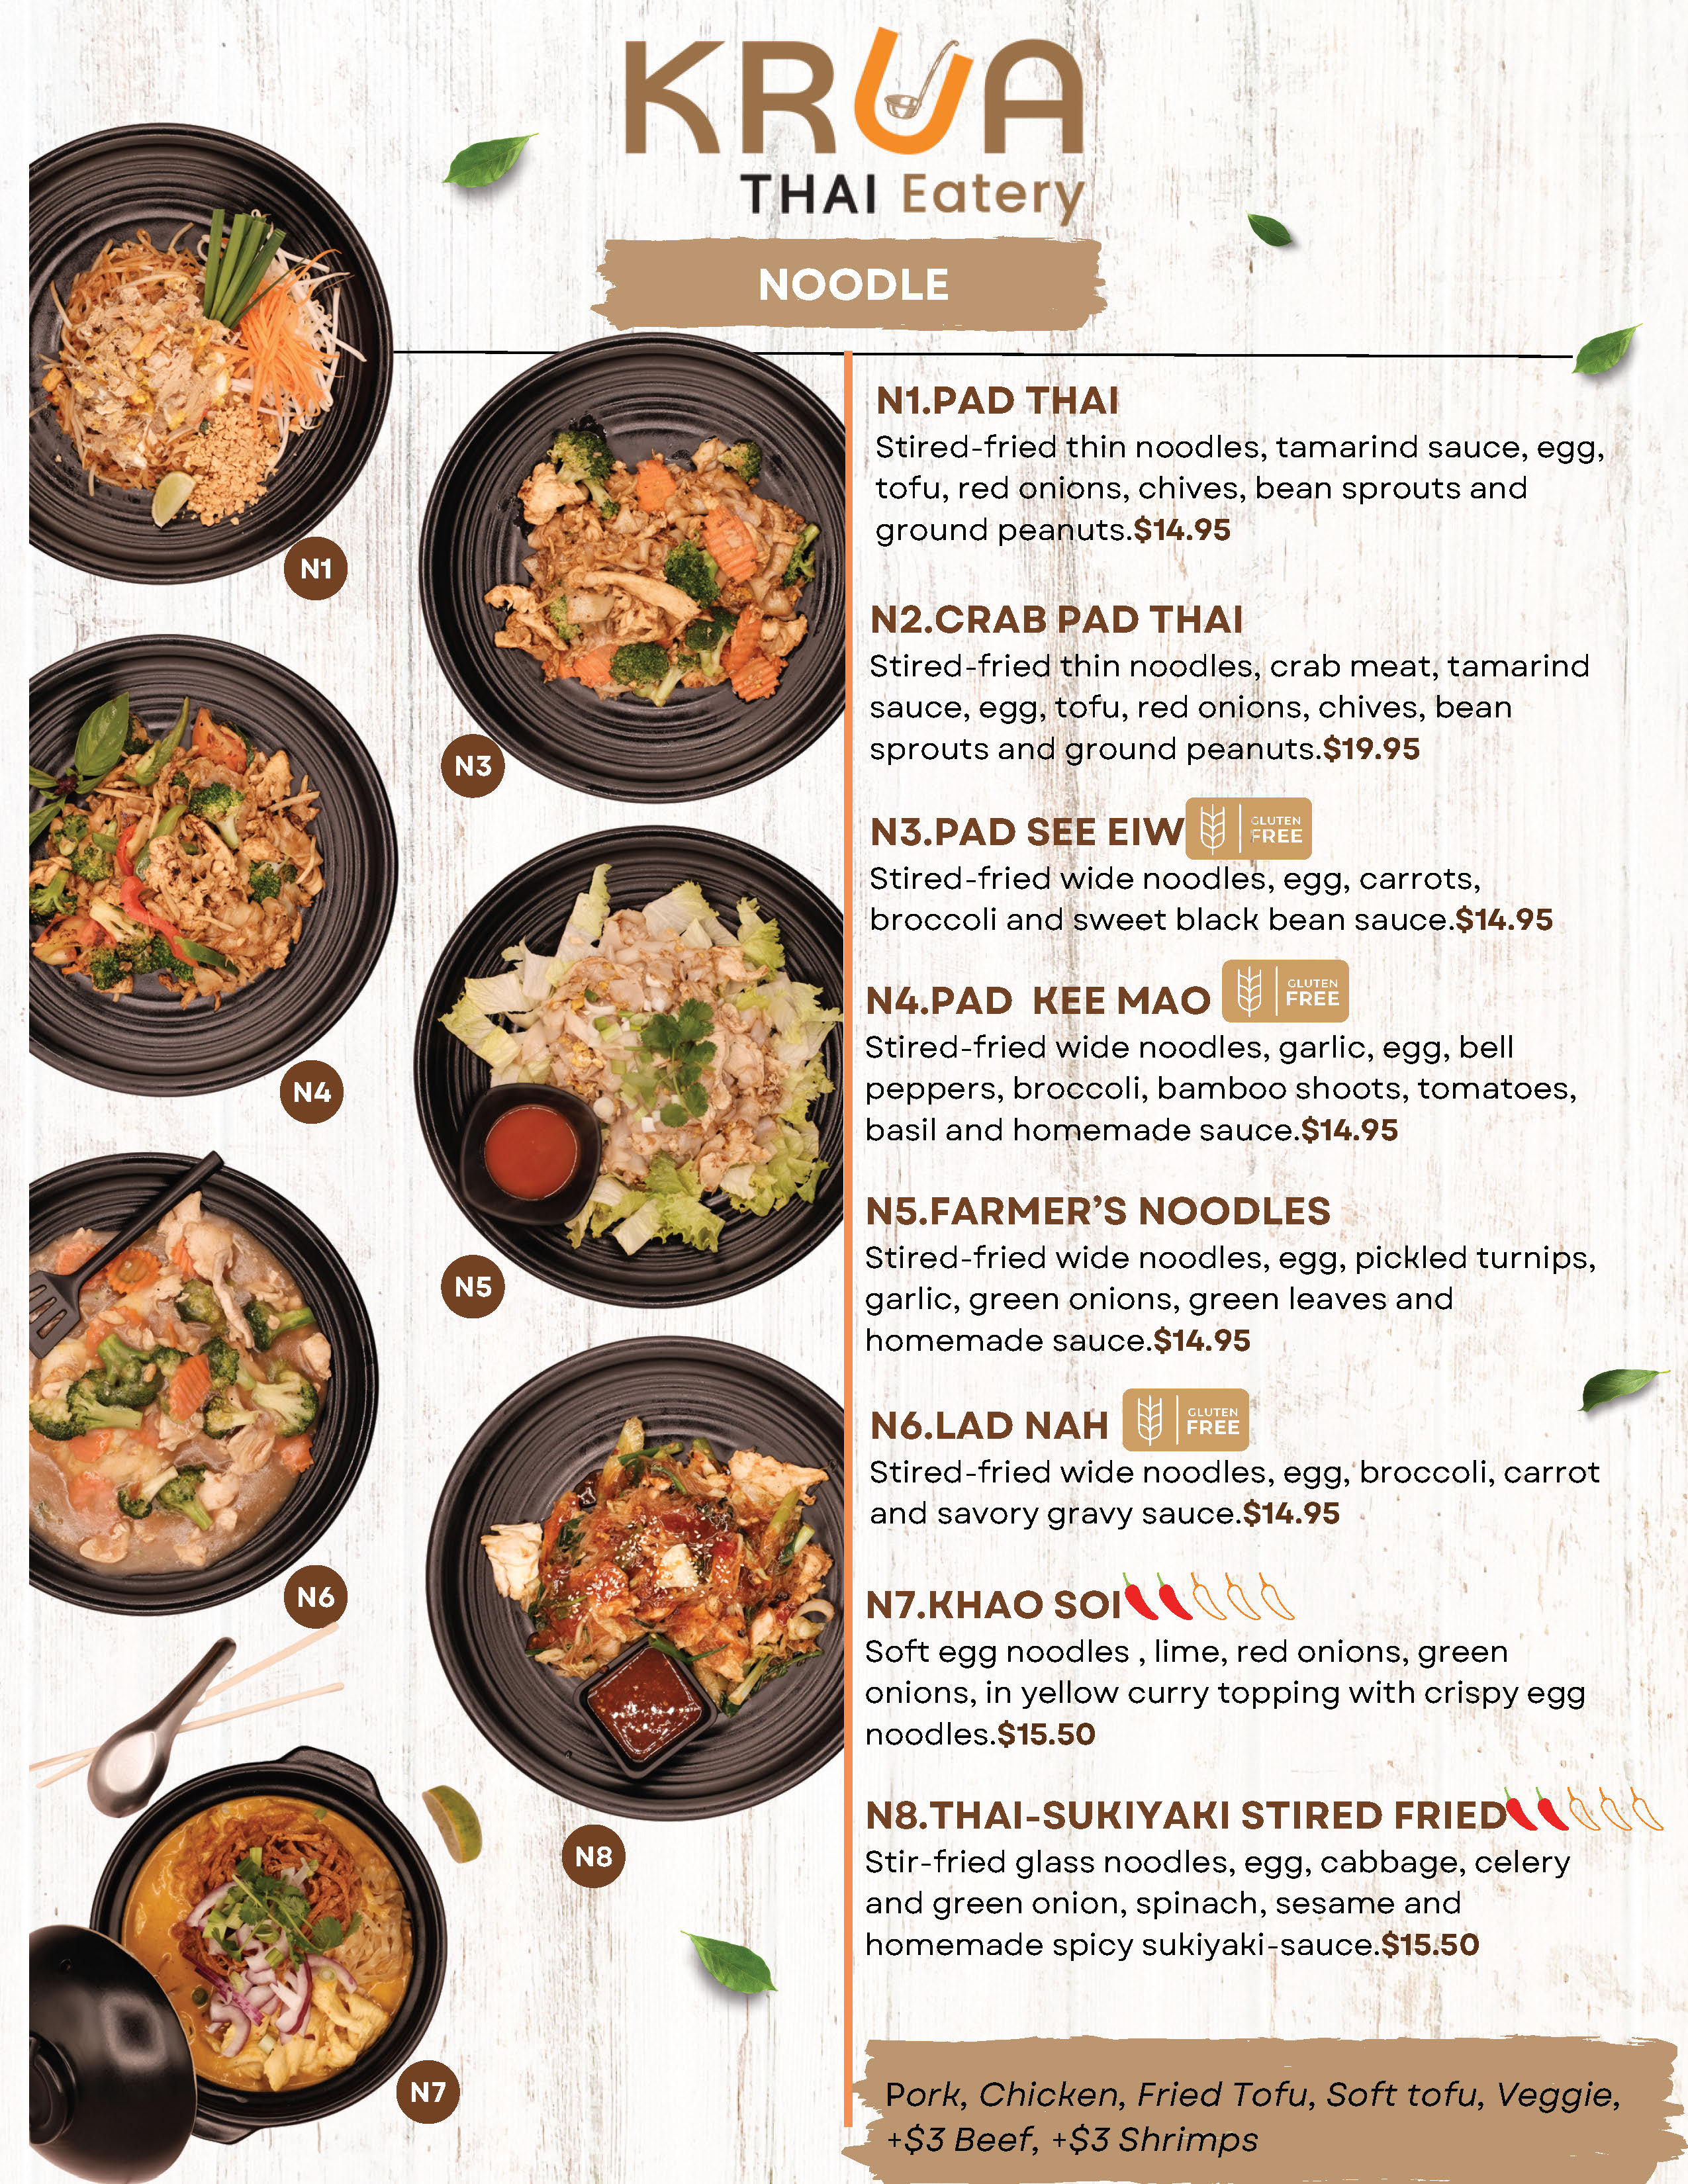 KRUA
THAI Eatery
NOODLE
N1.PAD THAI
Stired-fried thin noodles, tamarind sauce, egg,
tofu, red onions, chives, bean sprouts and
ground peanuts.$14.95
N1
N2.CRAB PAD THAI
Stired-fried thin noodles, crab meat, tamarind
sauce, egg, tofu, red onions, chives, bean
sprouts and ground peanuts.$19.95
N3
N3.PAD SEE EIW GLUTEN FREE
Stired-fried wide noodles, egg, carrots,
broccoli and sweet black bean sauce.$14.95
N4.PAD KEE MAO GLUTEN FREE
Stired-fried wide noodles, garlic, egg, bell
peppers, broccoli, bamboo shoots, tomatoes,
basil and homemade sauce.$14.95
N4
N5.FARMER'S NOODLES
Stired-fried wide noodles, egg, pickled turnips,
garlic, green onions, green leaves and
homemade sauce.$14.95
N5
N6.LAD NAH GLUTEN FREE
Stired-fried wide noodles, egg, broccoli, carrot
and savory gravy sauce.$14.95
N6
N7.KHAO SOI
Soft egg noodles , lime, red onions, green
onions, in yellow curry topping with crispy egg
noodles.$15.50
N8.THAI-SUKIYAKI STIRED FRIED
Stir-fried glass noodles, egg, cabbage, celery
and green onion, spinach, sesame and
homemade spicy sukiyaki-sauce.$15.50
N8
N7
Pork, Chicken, Fried Tofu, Soft tofu, Veggie,
+$3 Beef, +$3 Shrimps